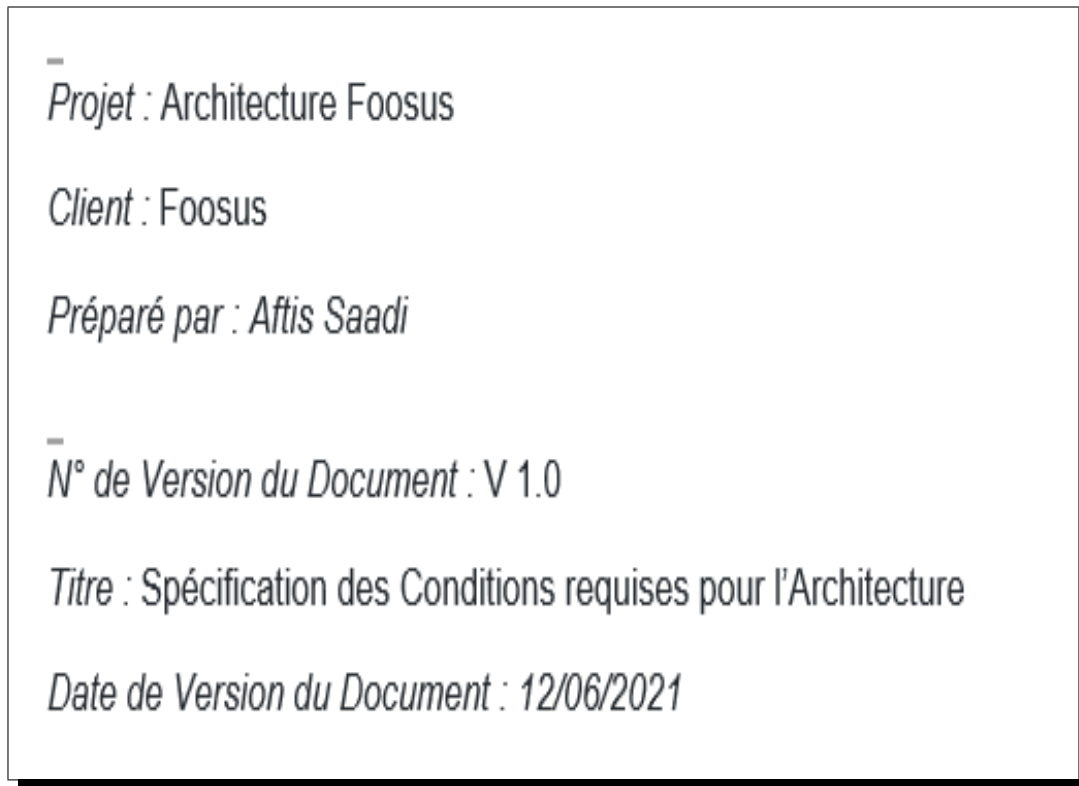 Projet : Architecture Foosus
Client : Foosus
Préparé par : Aftis Saadi
N° de Version du Document : V 1.0
Titre : Spécification des Conditions requises pour l’Architecture
Date de Version du Document : 12/06/2021